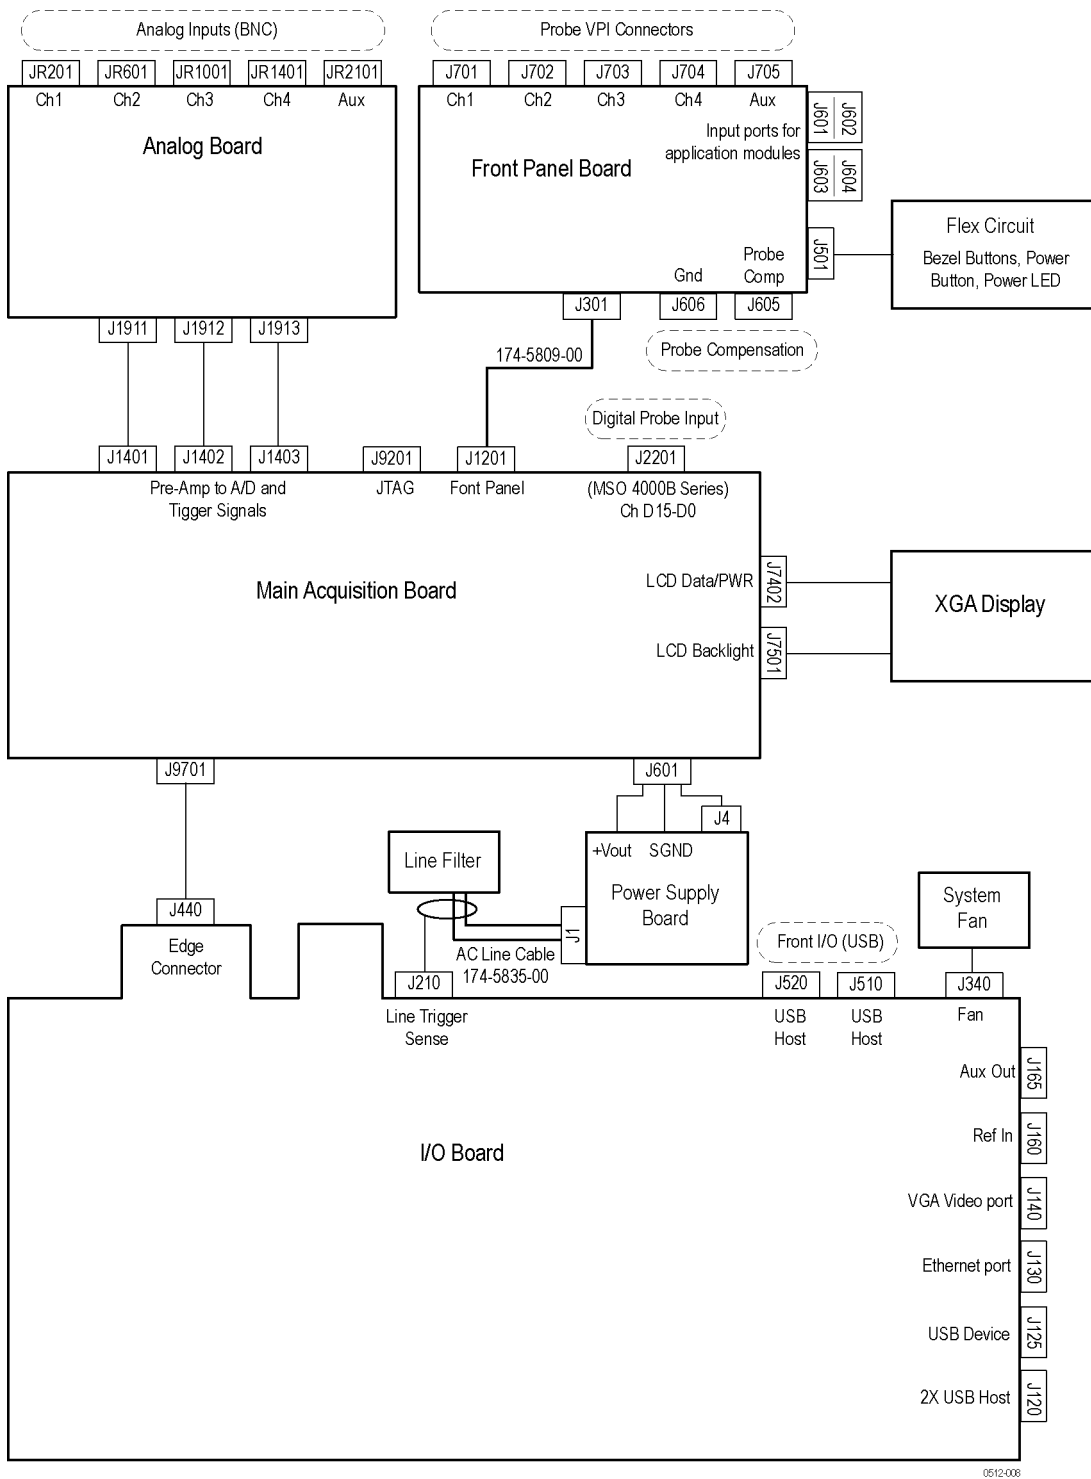 Analog Inputs (BNC)
Probe VPI Connectors
JR201
JR601
JR1001
JR1401
JR2101
Ch1
Ch2
Ch3
Ch4
Aux
Analog Board
J1911
J1912
J1913
J701
J702
J703
J704
J705
Ch1
Ch2
Ch3
Ch4
Aux
Input ports for
application modules
J601
J602
J603
J604
Front Panel Board
J501
Flex Circuit
Bezel Buttons, Power
Button, Power LED
Gnd
Probe
Comp
J301
J606
J605
Probe Compensation
174-5809-00
Digital Probe Input
J1401
J1402
J1403
J9201
J1201
J2201
Pre-Amp to A/D and
Tigger Signals
JTAG
Font Panel
(MSO 4000B Series)
Ch D15-D0
Main Acquisition Board
LCD Data/PWR
J7402
LCD Backlight
J7501
XGA Display
J9701
J601
J4
+Vout
SGND
Power Supply
Board
J1
Line Filter
AC Line Cable
174-5835-00
System
Fan
Front I/O (USB)
J440
Edge
Connector
J210
Line Trigger
Sense
J520
USB
Host
J510
USB
Host
J340
Fan
I/O Board
Aux Out
J165
Ref In
J160
VGA Video port
J140
Ethernet port
J130
USB Device
J125
2X USB Host
J120
0512-008